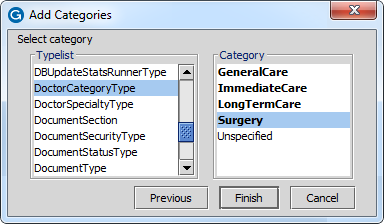 Add Categories
Select category
Typelist
DBUpdateStatsRunnerType
DoctorCategoryType
DoctorSpecialtyType
DocumentSection
DocumentSecurityType
DocumentStatusType
DocumentType
Category
GeneralCare
ImmediateCare
LongTermCare
Surgery
Unspecified
Previous
Finish
Cancel